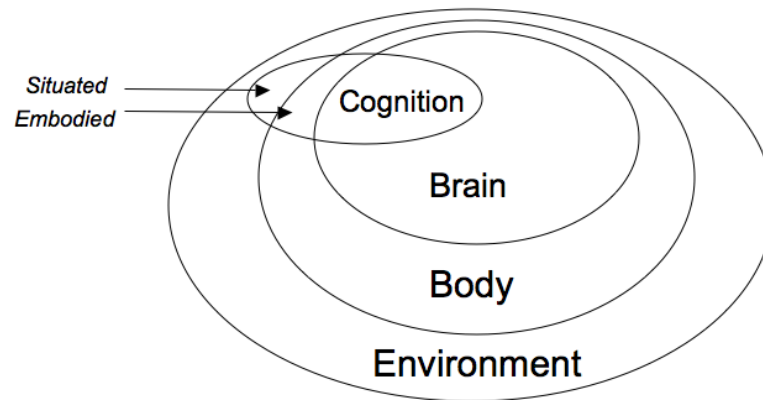 Situated
Embodied
Cognition
Brain
Body
Environment